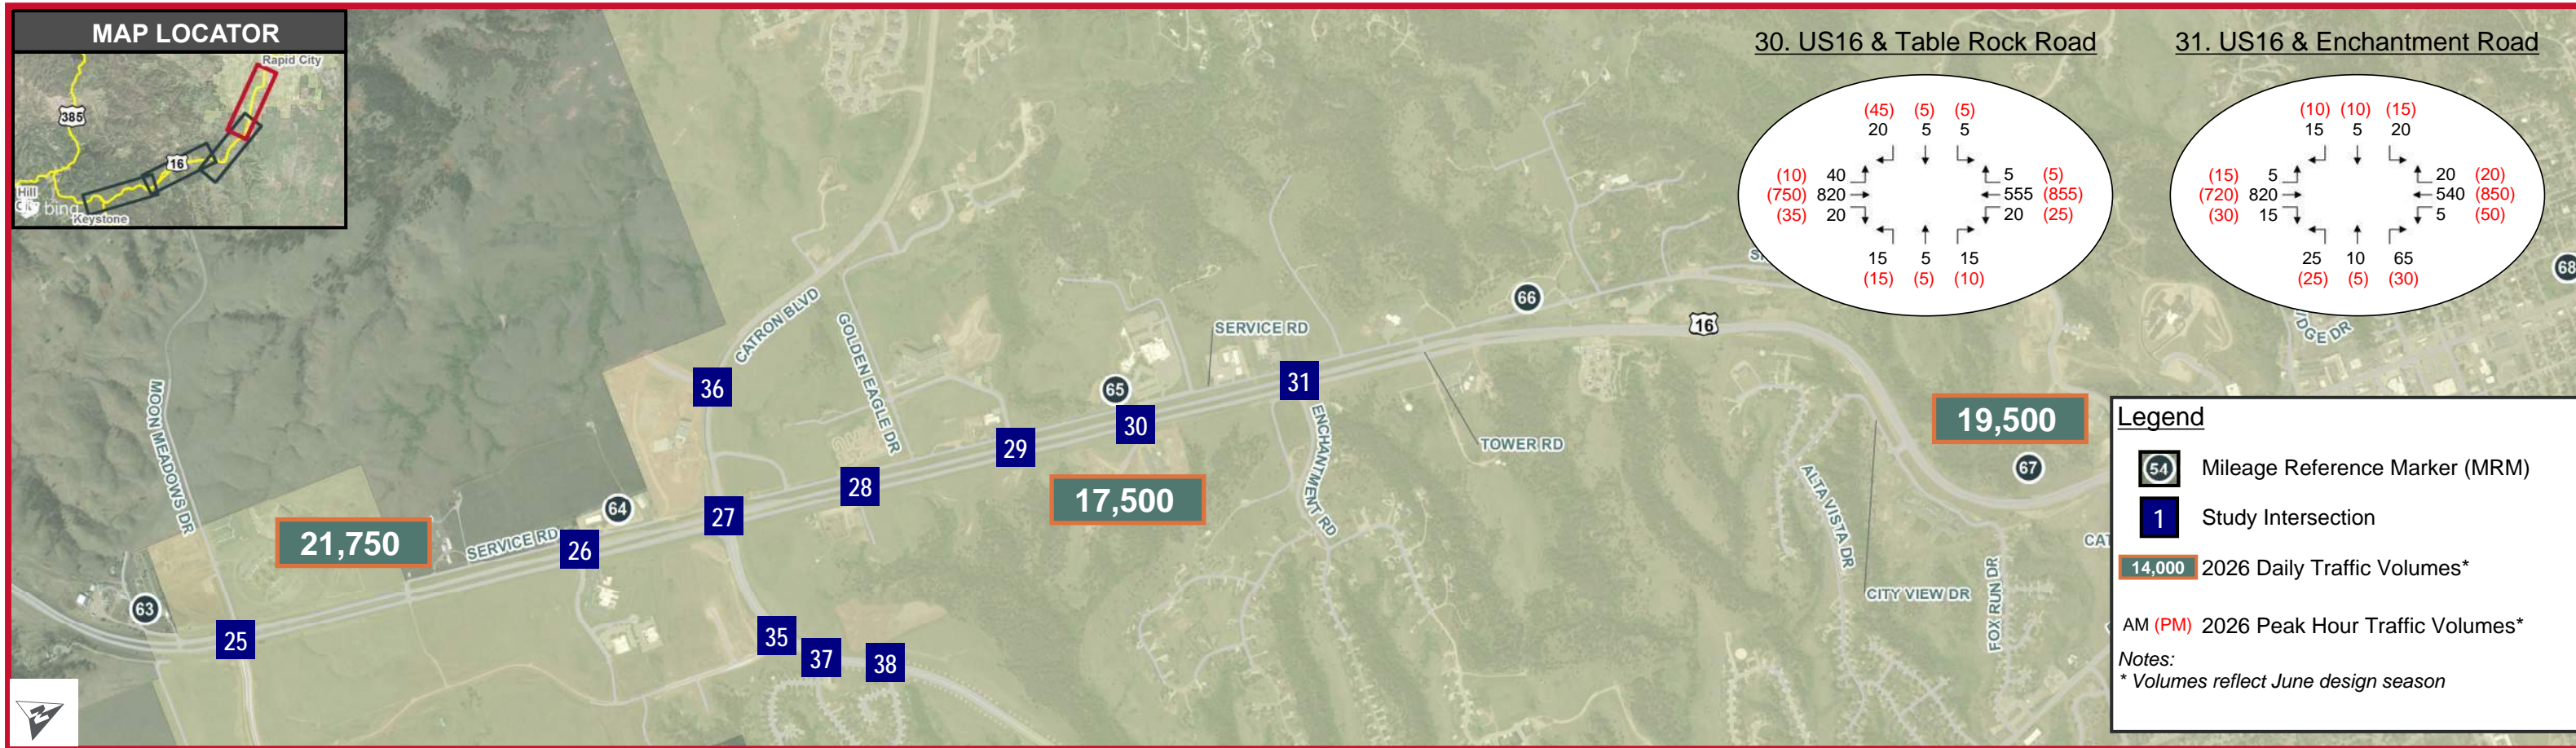 MAP LOCATOR
Rapid City
385
16
Hill
bing
Keystone
30. US16 & Table Rock Road
(45) (5) (5)
20 5 5
(10) 40
(750) 820
(35) 20
5 (5)
555 (855)
20 (25)
15 5 15
(15) (5) (10)
31. US16 & Enchantment Road
(10) (10) (15)
15 5 20
(15) 5
(720) 820
(30) 15
20 (20)
540 (850)
5 (50)
25 10 65
(25) (5) (30)
MOON MEADOWS DR
CATRON BLVD
GOLDEN EAGLE DR
SERVICE RD
SERVICE RD
ENCHANTMENT RD
TOWER RD
16
ALTA VISTA DR
CITY VIEW DR
FOX RUN DR
DGE DR
CAT
63
64
65
66
67
68
25
26
27
28
29
30
31
35
36
37
38
21,750
17,500
19,500
Legend
54 Mileage Reference Marker (MRM)
1 Study Intersection
14,000 2026 Daily Traffic Volumes*
AM (PM) 2026 Peak Hour Traffic Volumes*
Notes:
* Volumes reflect June design season